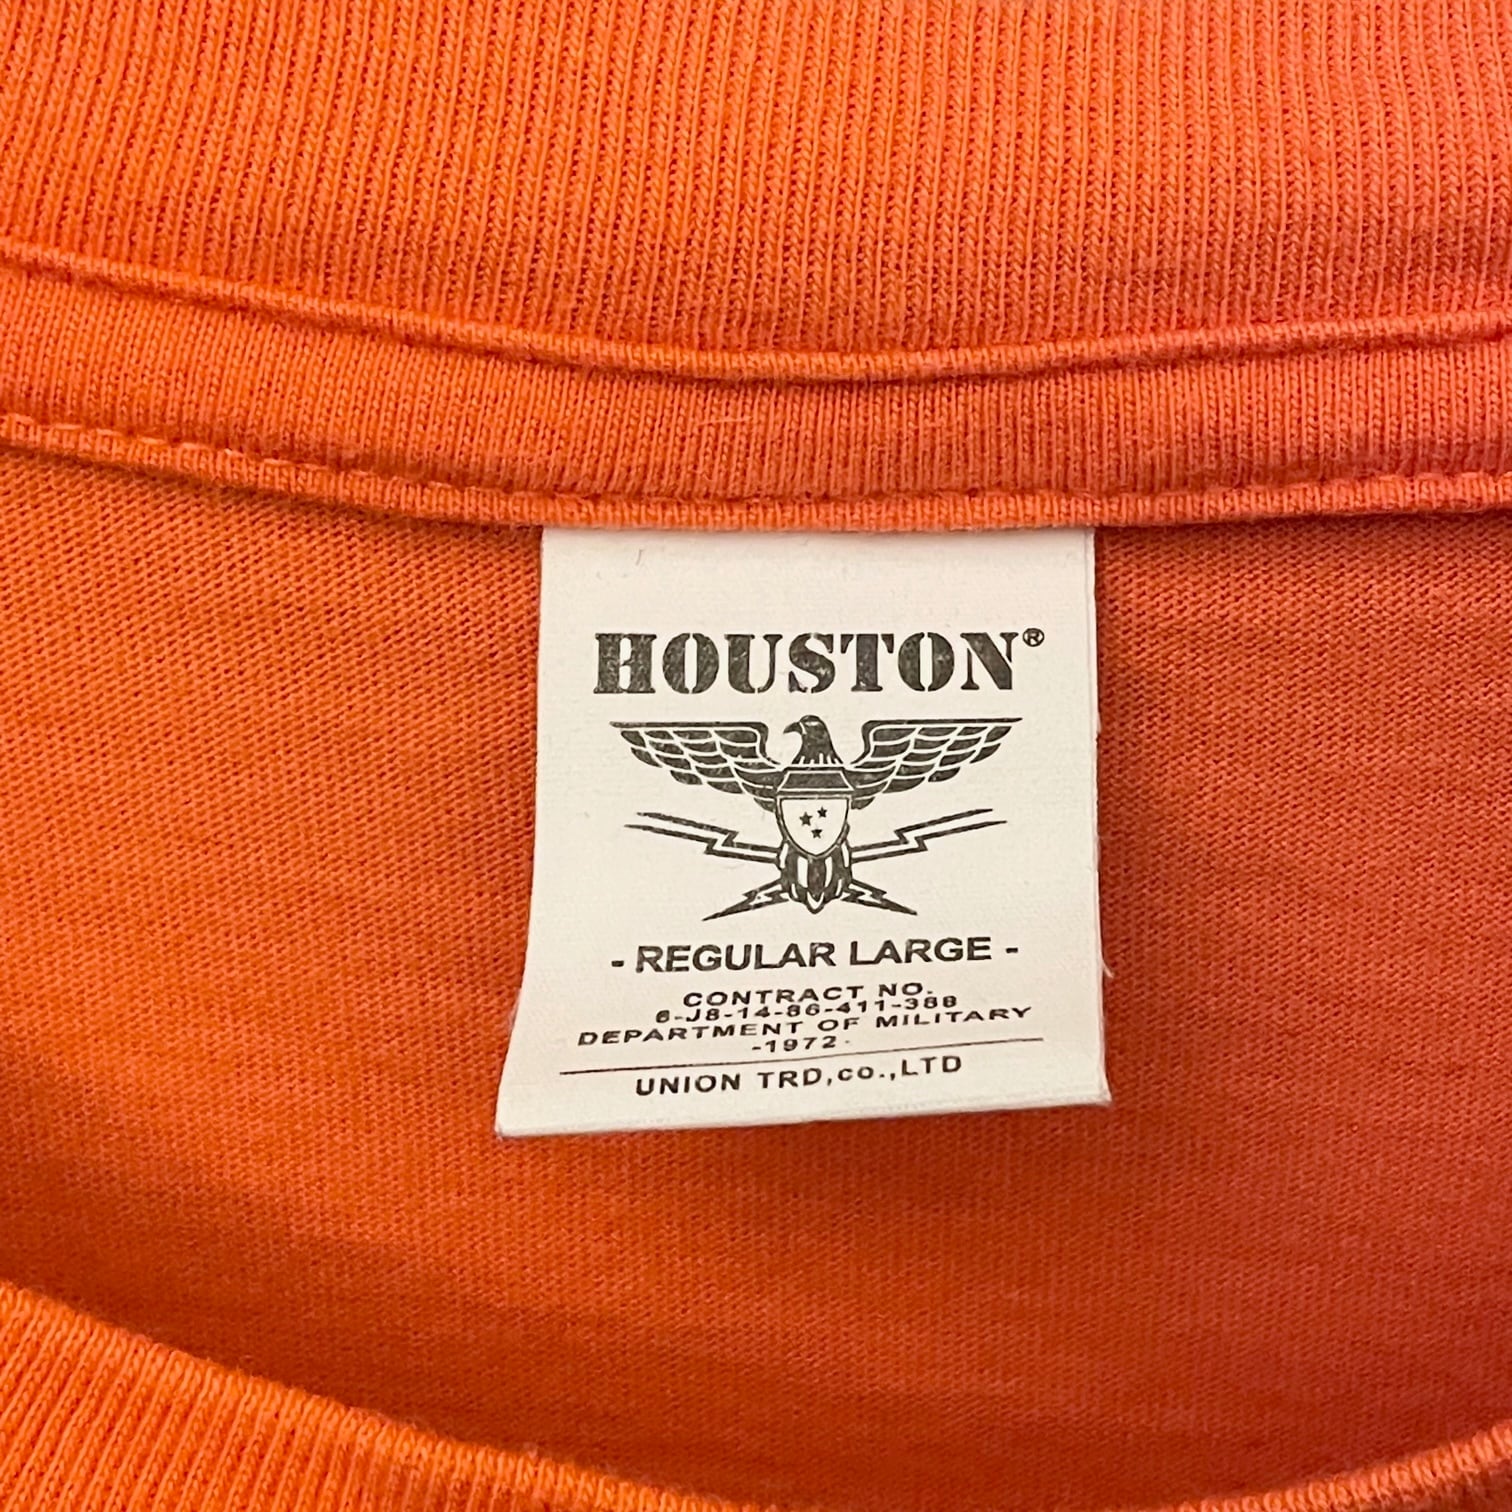 HOUSTON®
- REGULAR LARGE -
CONTRACT NO.
6-J8-14-86-411-388
DEPARTMENT OF MILITARY
-1972-
UNION TRD,co.,LTD